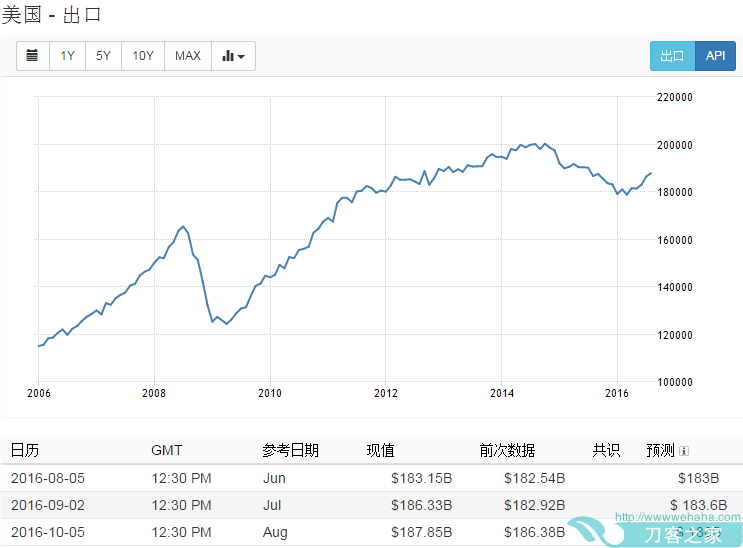 美国 - 出口
1Y 5Y 10Y MAX 出口 API
220000
200000
180000
160000
140000
120000
100000
2006 2008 2010 2012 2014 2016
日历 GMT 参考日期 现值 前次数据 共识 预测
2016-08-05 12:30 PM Jun $183.15B $182.54B $183B
2016-09-02 12:30 PM Jul $186.33B $182.92B $ 183.6B
http://www.wehaha.com
2016-10-05 12:30 PM Aug $187.85B $186.38B
刀客之家